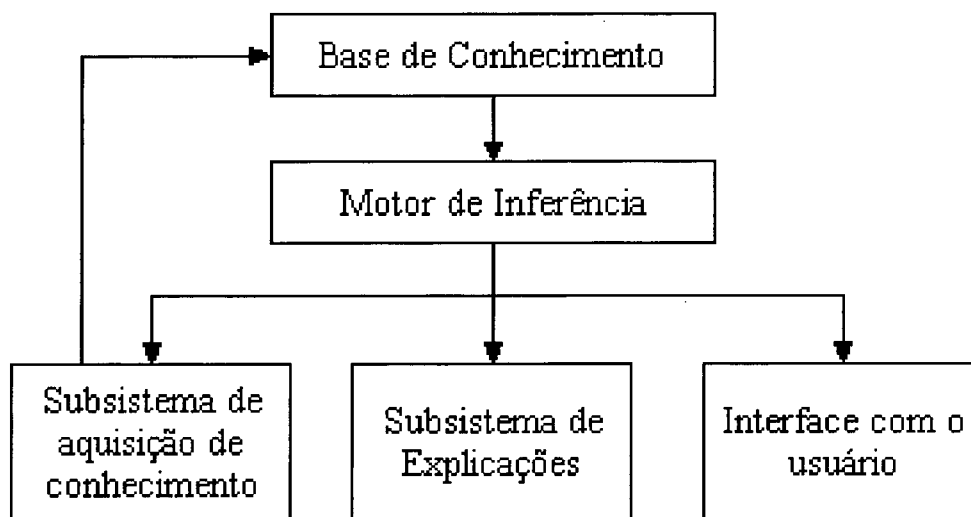 Base de Conhecimento
Motor de Inferência
Subsistema de
aquisição de
conhecimento
Subsistema de
Explicações
Interface com o
usuário